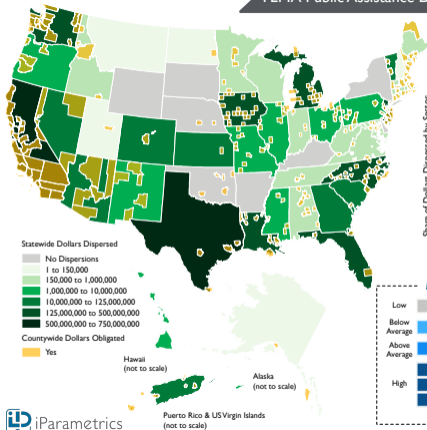 Statewide Dollars Dispersed
No Dispersions
1 to 150,000
150,000 to 1,000,000
1,000,000 to 10,000,000
10,000,000 to 125,000,000
125,000,000 to 500,000,000
500,000,000 to 750,000,000
Countywide Dollars Obligated
Yes
Hawaii
(not to scale)
Alaska
(not to scale)
Puerto Rico & US Virgin Islands
(not to scale)
Low
Below
Average
Above
Average
High
iParametrics